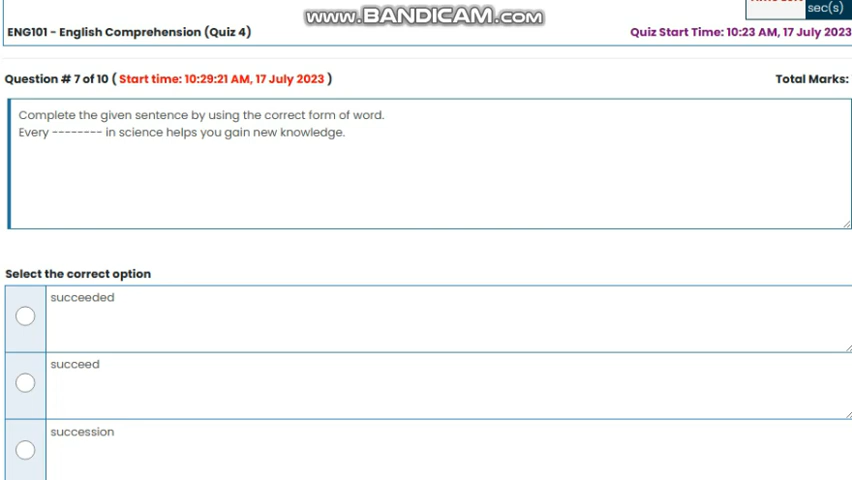 www.BANDICAM.com
sec(s)
ENG101 - English Comprehension (Quiz 4)
Quiz Start Time: 10:23 AM, 17 July 2023
Question # 7 of 10 ( Start time: 10:29:21 AM, 17 July 2023 )
Total Marks:
Complete the given sentence by using the correct form of word.
Every -------- in science helps you gain new knowledge.
Select the correct option
succeeded
succeed
succession